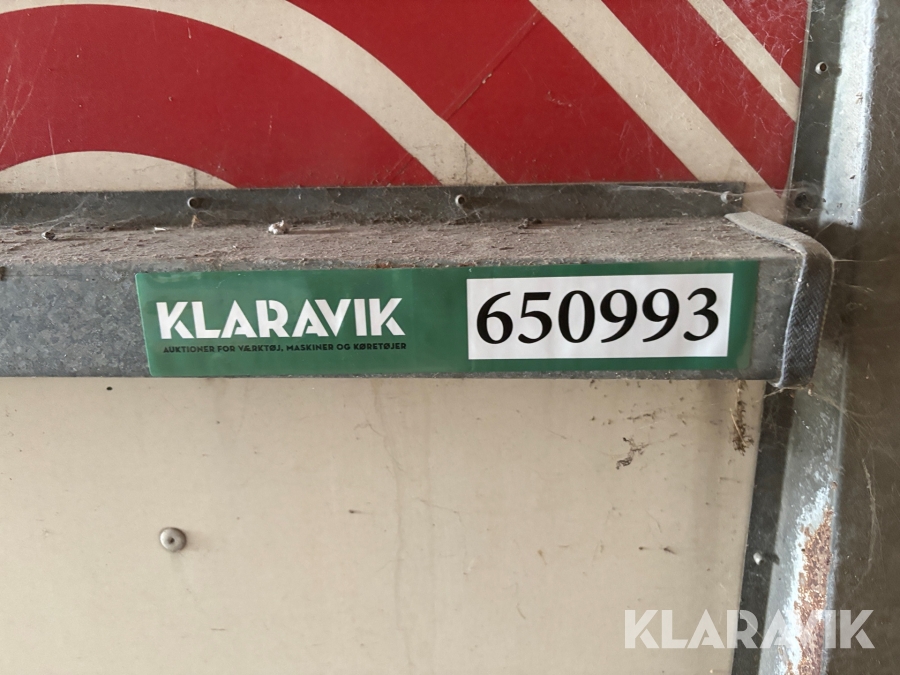 KLARAVIK
AUKTIONER FOR VÆRKTØJ, MASKINER OG KØRETØJER
650993
KLARAVIK